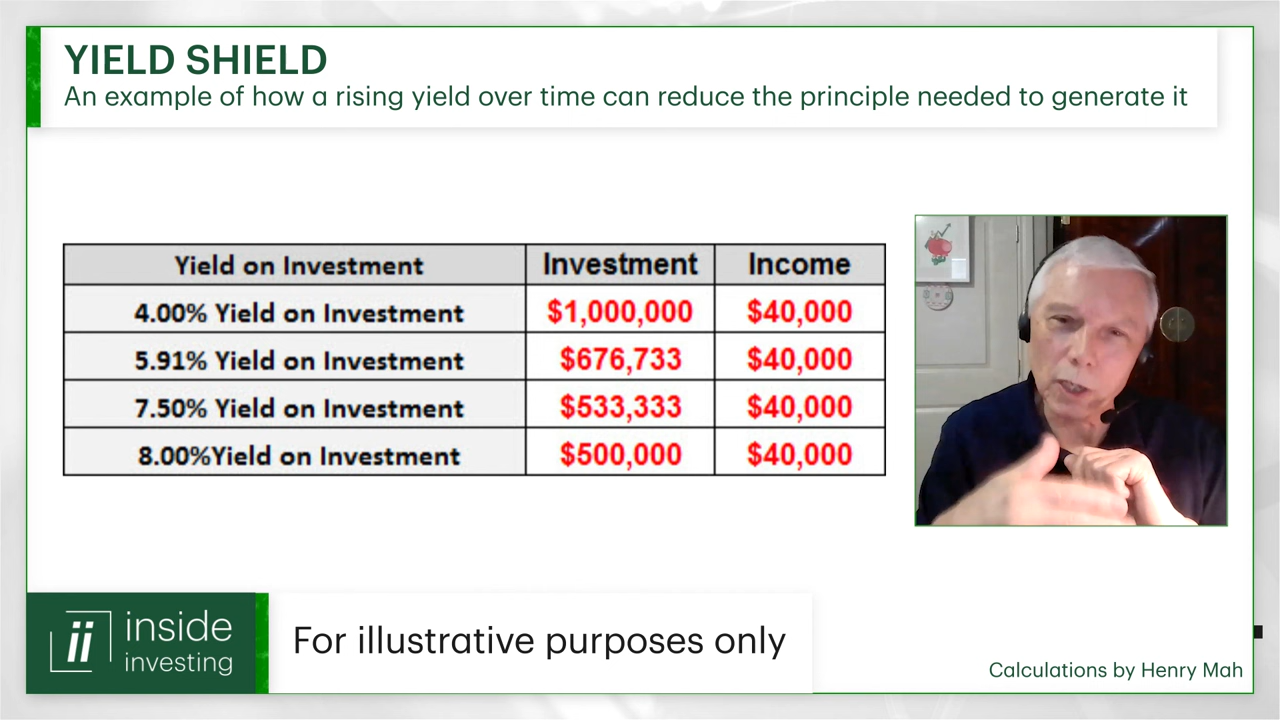 YIELD SHIELD
An example of how a rising yield over time can reduce the principle needed to generate it
Yield on Investment Investment Income
4.00% Yield on Investment $1,000,000 $40,000
5.91% Yield on Investment $676,733 $40,000
7.50% Yield on Investment $533,333 $40,000
8.00%Yield on Investment $500,000 $40,000
ii inside
investing
For illustrative purposes only
Calculations by Henry Mah